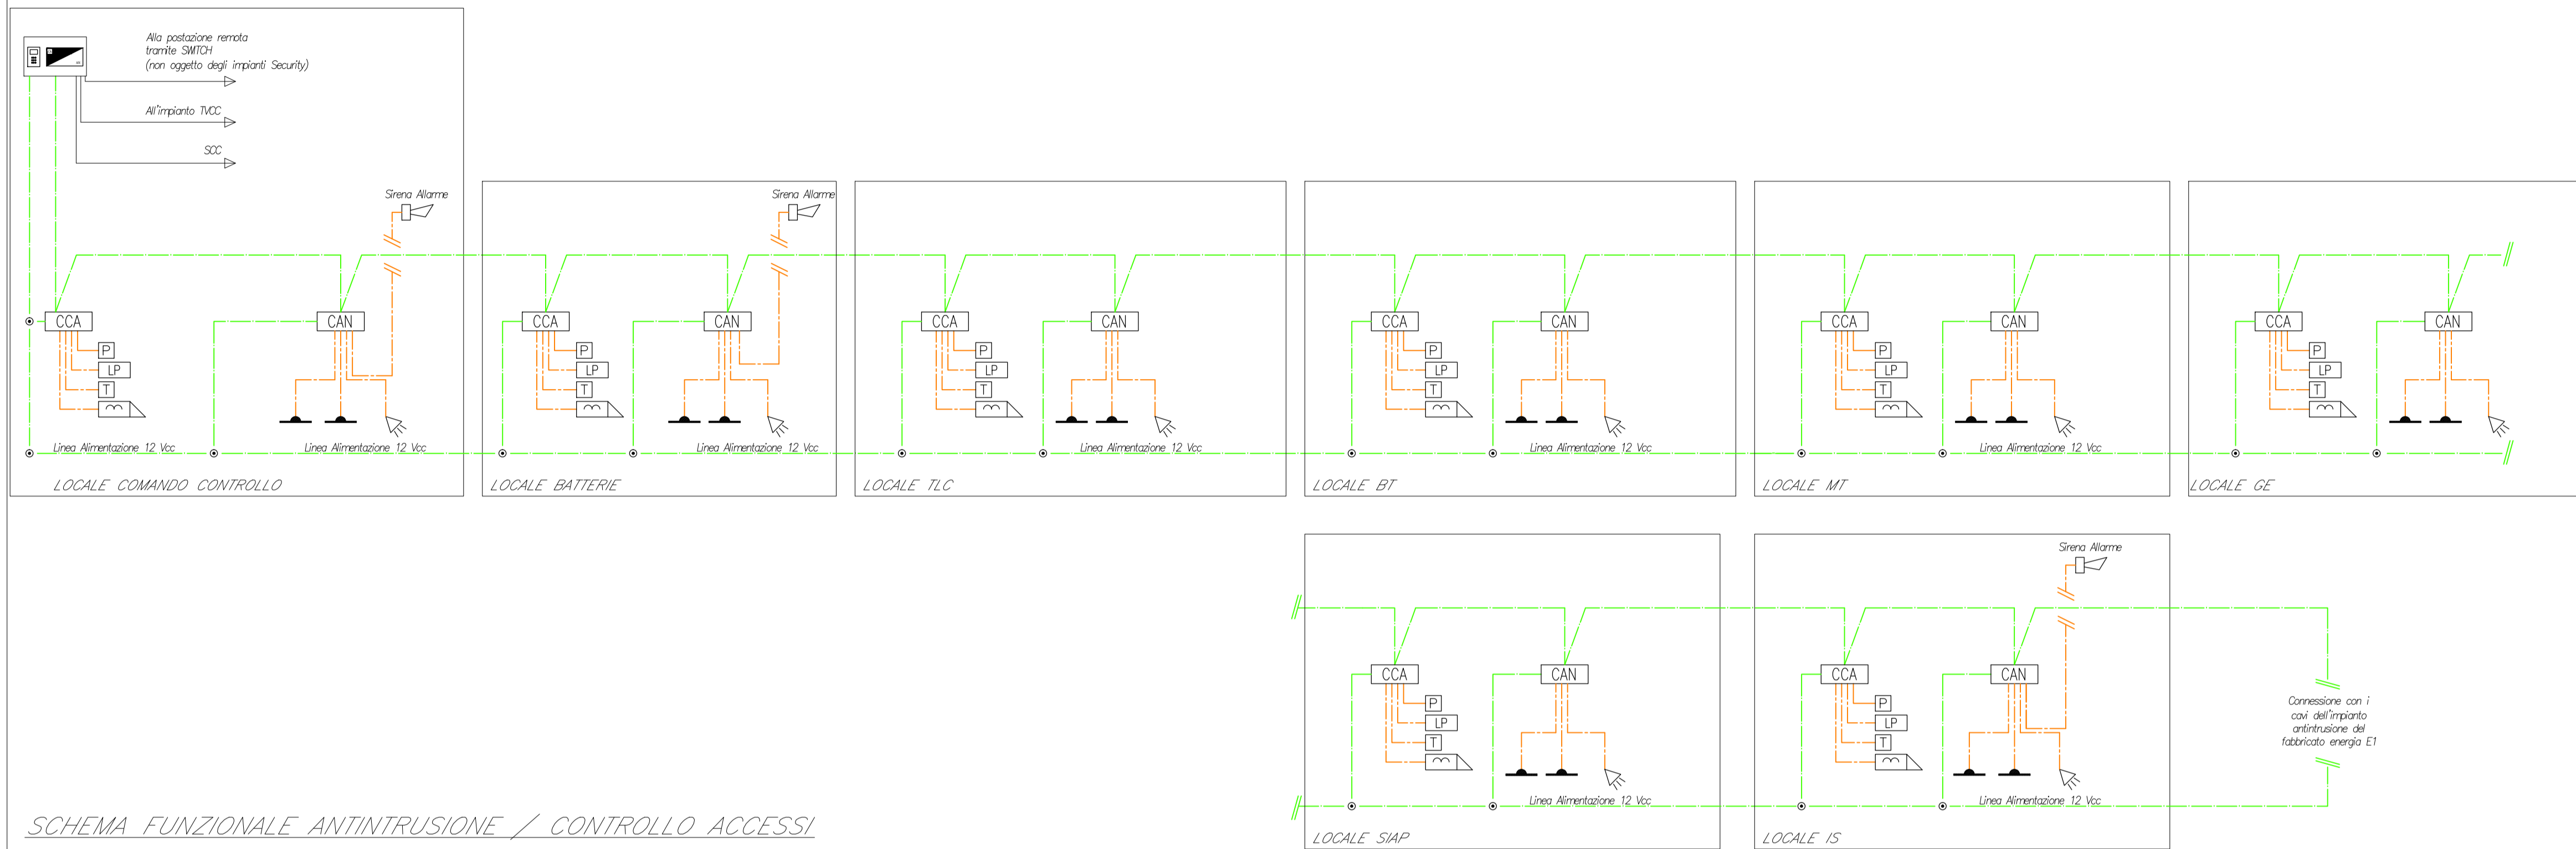 Alla postazione remota
tramite SWITCH
(non oggetto degli impianti Security)
All'impianto TVCC
SCC
Sirena Allarme
CCA
CAN
P
LP
T
Linea Alimentazione 12 Vcc
Linea Alimentazione 12 Vcc
LOCALE COMANDO CONTROLLO
Sirena Allarme
CCA
CAN
P
LP
T
Linea Alimentazione 12 Vcc
LOCALE BATTERIE
CCA
CAN
P
LP
T
Linea Alimentazione 12 Vcc
LOCALE TLC
CCA
CAN
P
LP
T
Linea Alimentazione 12 Vcc
LOCALE BT
CCA
CAN
P
LP
T
Linea Alimentazione 12 Vcc
LOCALE MT
CCA
CAN
P
LP
T
LOCALE GE
CCA
CAN
P
LP
T
Linea Alimentazione 12 Vcc
LOCALE SIAP
Sirena Allarme
CCA
CAN
P
LP
T
Linea Alimentazione 12 Vcc
LOCALE IS
Connessione con i
cavi dell'impianto
antintrusione del
fabbricato energia E1
SCHEMA FUNZIONALE ANTINTRUSIONE / CONTROLLO ACCESSI